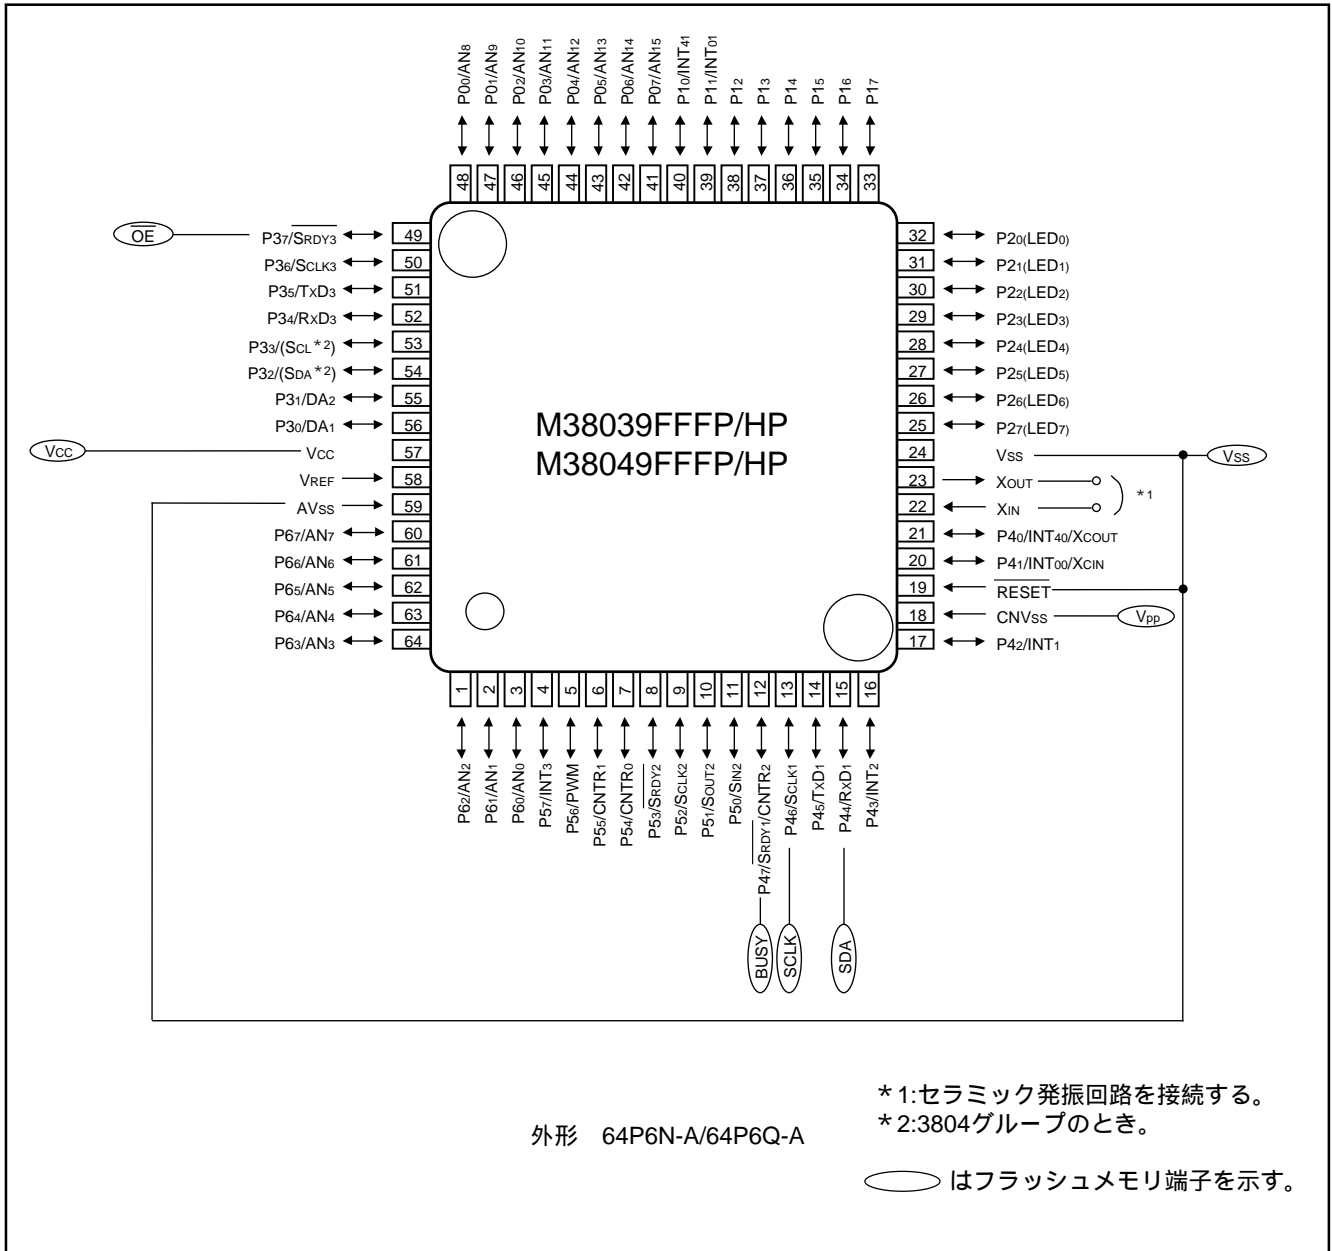 P00/AN8
P01/AN9
P02/AN10
P03/AN11
P04/AN12
P05/AN13
P06/AN14
P07/AN15
P10/INT41
P11/INT01
P12
P13
P14
P15
P16
P17
48 47 46 45 44 43 42 41 40 39 38 37 36 35 34 33
OE P37/SRDY3 49
P36/SCLK3 50
P35/TXD3 51
P34/RXD3 52
P33/(SCL*2) 53
P32/(SDA*2) 54
P31/DA2 55
P30/DA1 56
VCC VCC 57
VREF 58
AVSS 59
P67/AN7 60
P66/AN6 61
P65/AN5 62
P64/AN4 63
P63/AN3 64
M38039FFFP/HP
M38049FFFP/HP
32 P20(LED0)
31 P21(LED1)
30 P22(LED2)
29 P23(LED3)
28 P24(LED4)
27 P25(LED5)
26 P26(LED6)
25 P27(LED7)
24 VSS VSS
23 XOUT
*1
22 XIN
21 P40/INT40/XCOUT
20 P41/INT00/XCIN
19 RESET
18 CNVSS Vpp
17 P42/INT1
1 2 3 4 5 6 7 8 9 10 11 12 13 14 15 16
P62/AN2
P61/AN1
P60/AN0
P57/INT3
P56/PWM
P55/CNTR1
P54/CNTR0
P53/SRDY2
P52/SCLK2
P51/SOUT2
P50/SIN2
P47/SRDY1/CNTR2
P46/SCLK1
P45/TXD1
P44/RXD1
P43/INT2
BUSY
SCLK
SDA
*1:セラミック発振回路を接続する。
*2:3804グループのとき。
外形 64P6N-A/64P6Q-A
はフラッシュメモリ端子を示す。